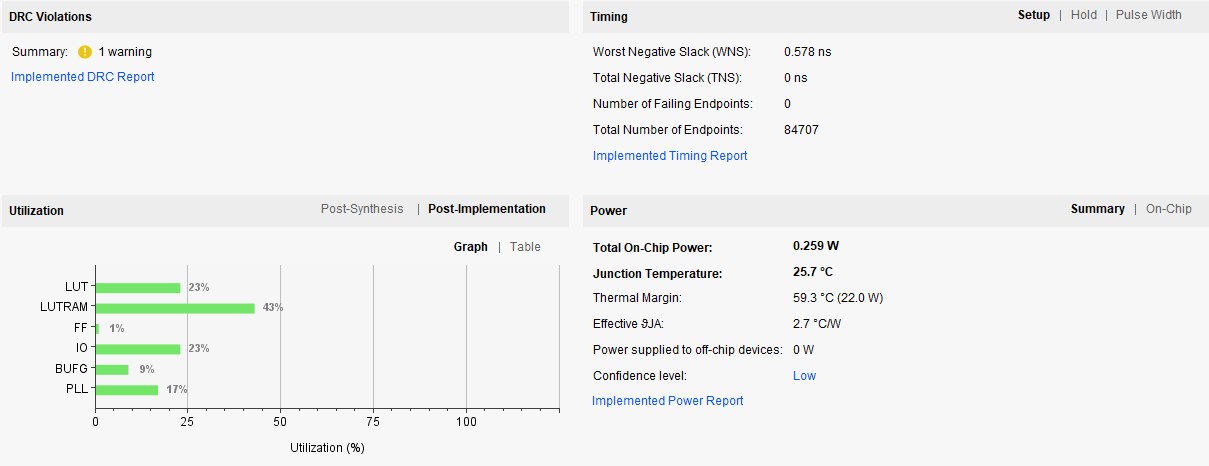 DRC Violations
Summary: 1 warning
Implemented DRC Report
Timing Setup | Hold | Pulse Width
Worst Negative Slack (WNS): 0.578 ns
Total Negative Slack (TNS): 0 ns
Number of Failing Endpoints: 0
Total Number of Endpoints: 84707
Implemented Timing Report
Utilization Post-Synthesis | Post-Implementation
Graph | Table
LUT 23%
LUTRAM 43%
FF 1%
IO 23%
BUFG 9%
PLL 17%
0 25 50 75 100
Utilization (%)
Power Summary | On-Chip
Total On-Chip Power: 0.259 W
Junction Temperature: 25.7 °C
Thermal Margin: 59.3 °C (22.0 W)
Effective ϑJA: 2.7 °C/W
Power supplied to off-chip devices: 0 W
Confidence level: Low
Implemented Power Report